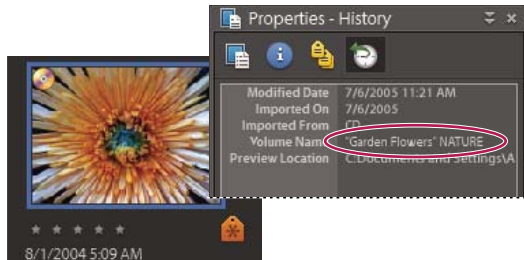 Properties - History
Modified Date 7/6/2005 11:21 AM
Imported On 7/6/2005
Imported From CD
Volume Name "Garden Flowers" NATURE
Preview Location C:Documents and Settings\A
8/1/2004 5:09 AM